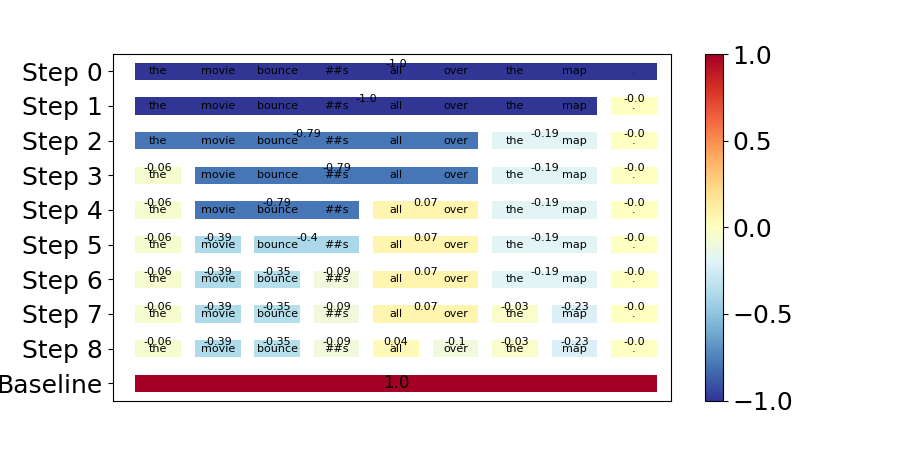 -1.0
Step 0 the movie bounce ##s all over the map .
-1.0 -0.0
Step 1 the movie bounce ##s all over the map .
-0.79 -0.19 -0.0
Step 2 the movie bounce ##s all over the map .
-0.06 -0.79 -0.19 -0.0
Step 3 the movie bounce ##s all over the map .
-0.06 -0.79 0.07 -0.19 -0.0
Step 4 the movie bounce ##s all over the map .
-0.06 -0.39 -0.4 0.07 -0.19 -0.0
Step 5 the movie bounce ##s all over the map .
-0.06 -0.39 -0.35 -0.09 0.07 -0.19 -0.0
Step 6 the movie bounce ##s all over the map .
-0.06 -0.39 -0.35 -0.09 0.07 -0.03 -0.23 -0.0
Step 7 the movie bounce ##s all over the map .
-0.06 -0.39 -0.35 -0.09 0.04 -0.1 -0.03 -0.23 -0.0
Step 8 the movie bounce ##s all over the map .
Baseline 1.0
1.0
0.5
0.0
−0.5
−1.0